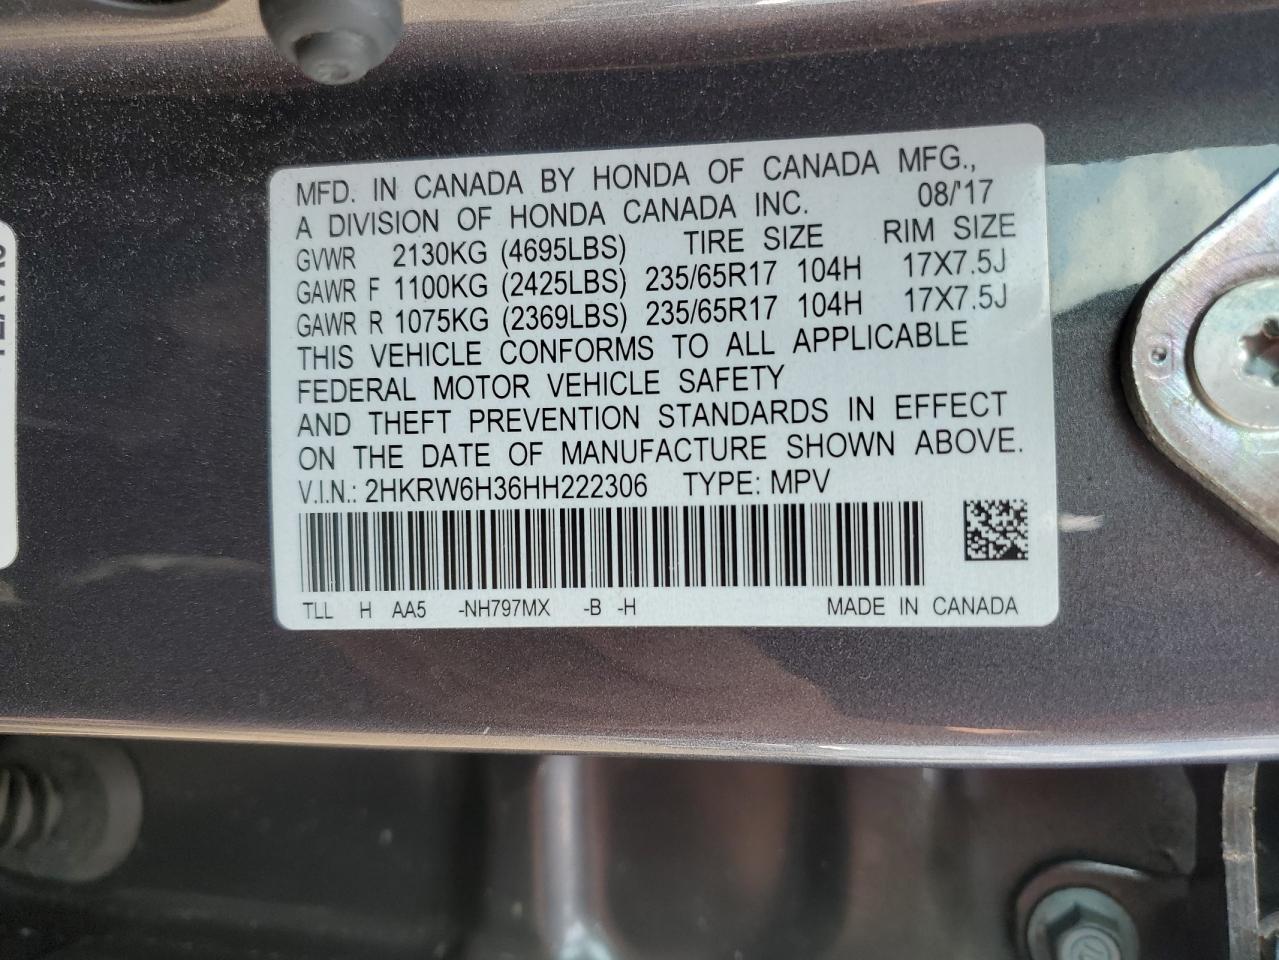 MFD. IN CANADA BY HONDA OF CANADA MFG.,
A DIVISION OF HONDA CANADA INC. 08/'17
GVWR 2130KG (4695LBS) TIRE SIZE RIM SIZE
GAWR F 1100KG (2425LBS) 235/65R17 104H 17X7.5J
GAWR R 1075KG (2369LBS) 235/65R17 104H 17X7.5J
THIS VEHICLE CONFORMS TO ALL APPLICABLE
FEDERAL MOTOR VEHICLE SAFETY
AND THEFT PREVENTION STANDARDS IN EFFECT
ON THE DATE OF MANUFACTURE SHOWN ABOVE.
V.I.N.: 2HKRW6H36HH222306 TYPE: MPV
TLL H AA5 -NH797MX -B -H MADE IN CANADA